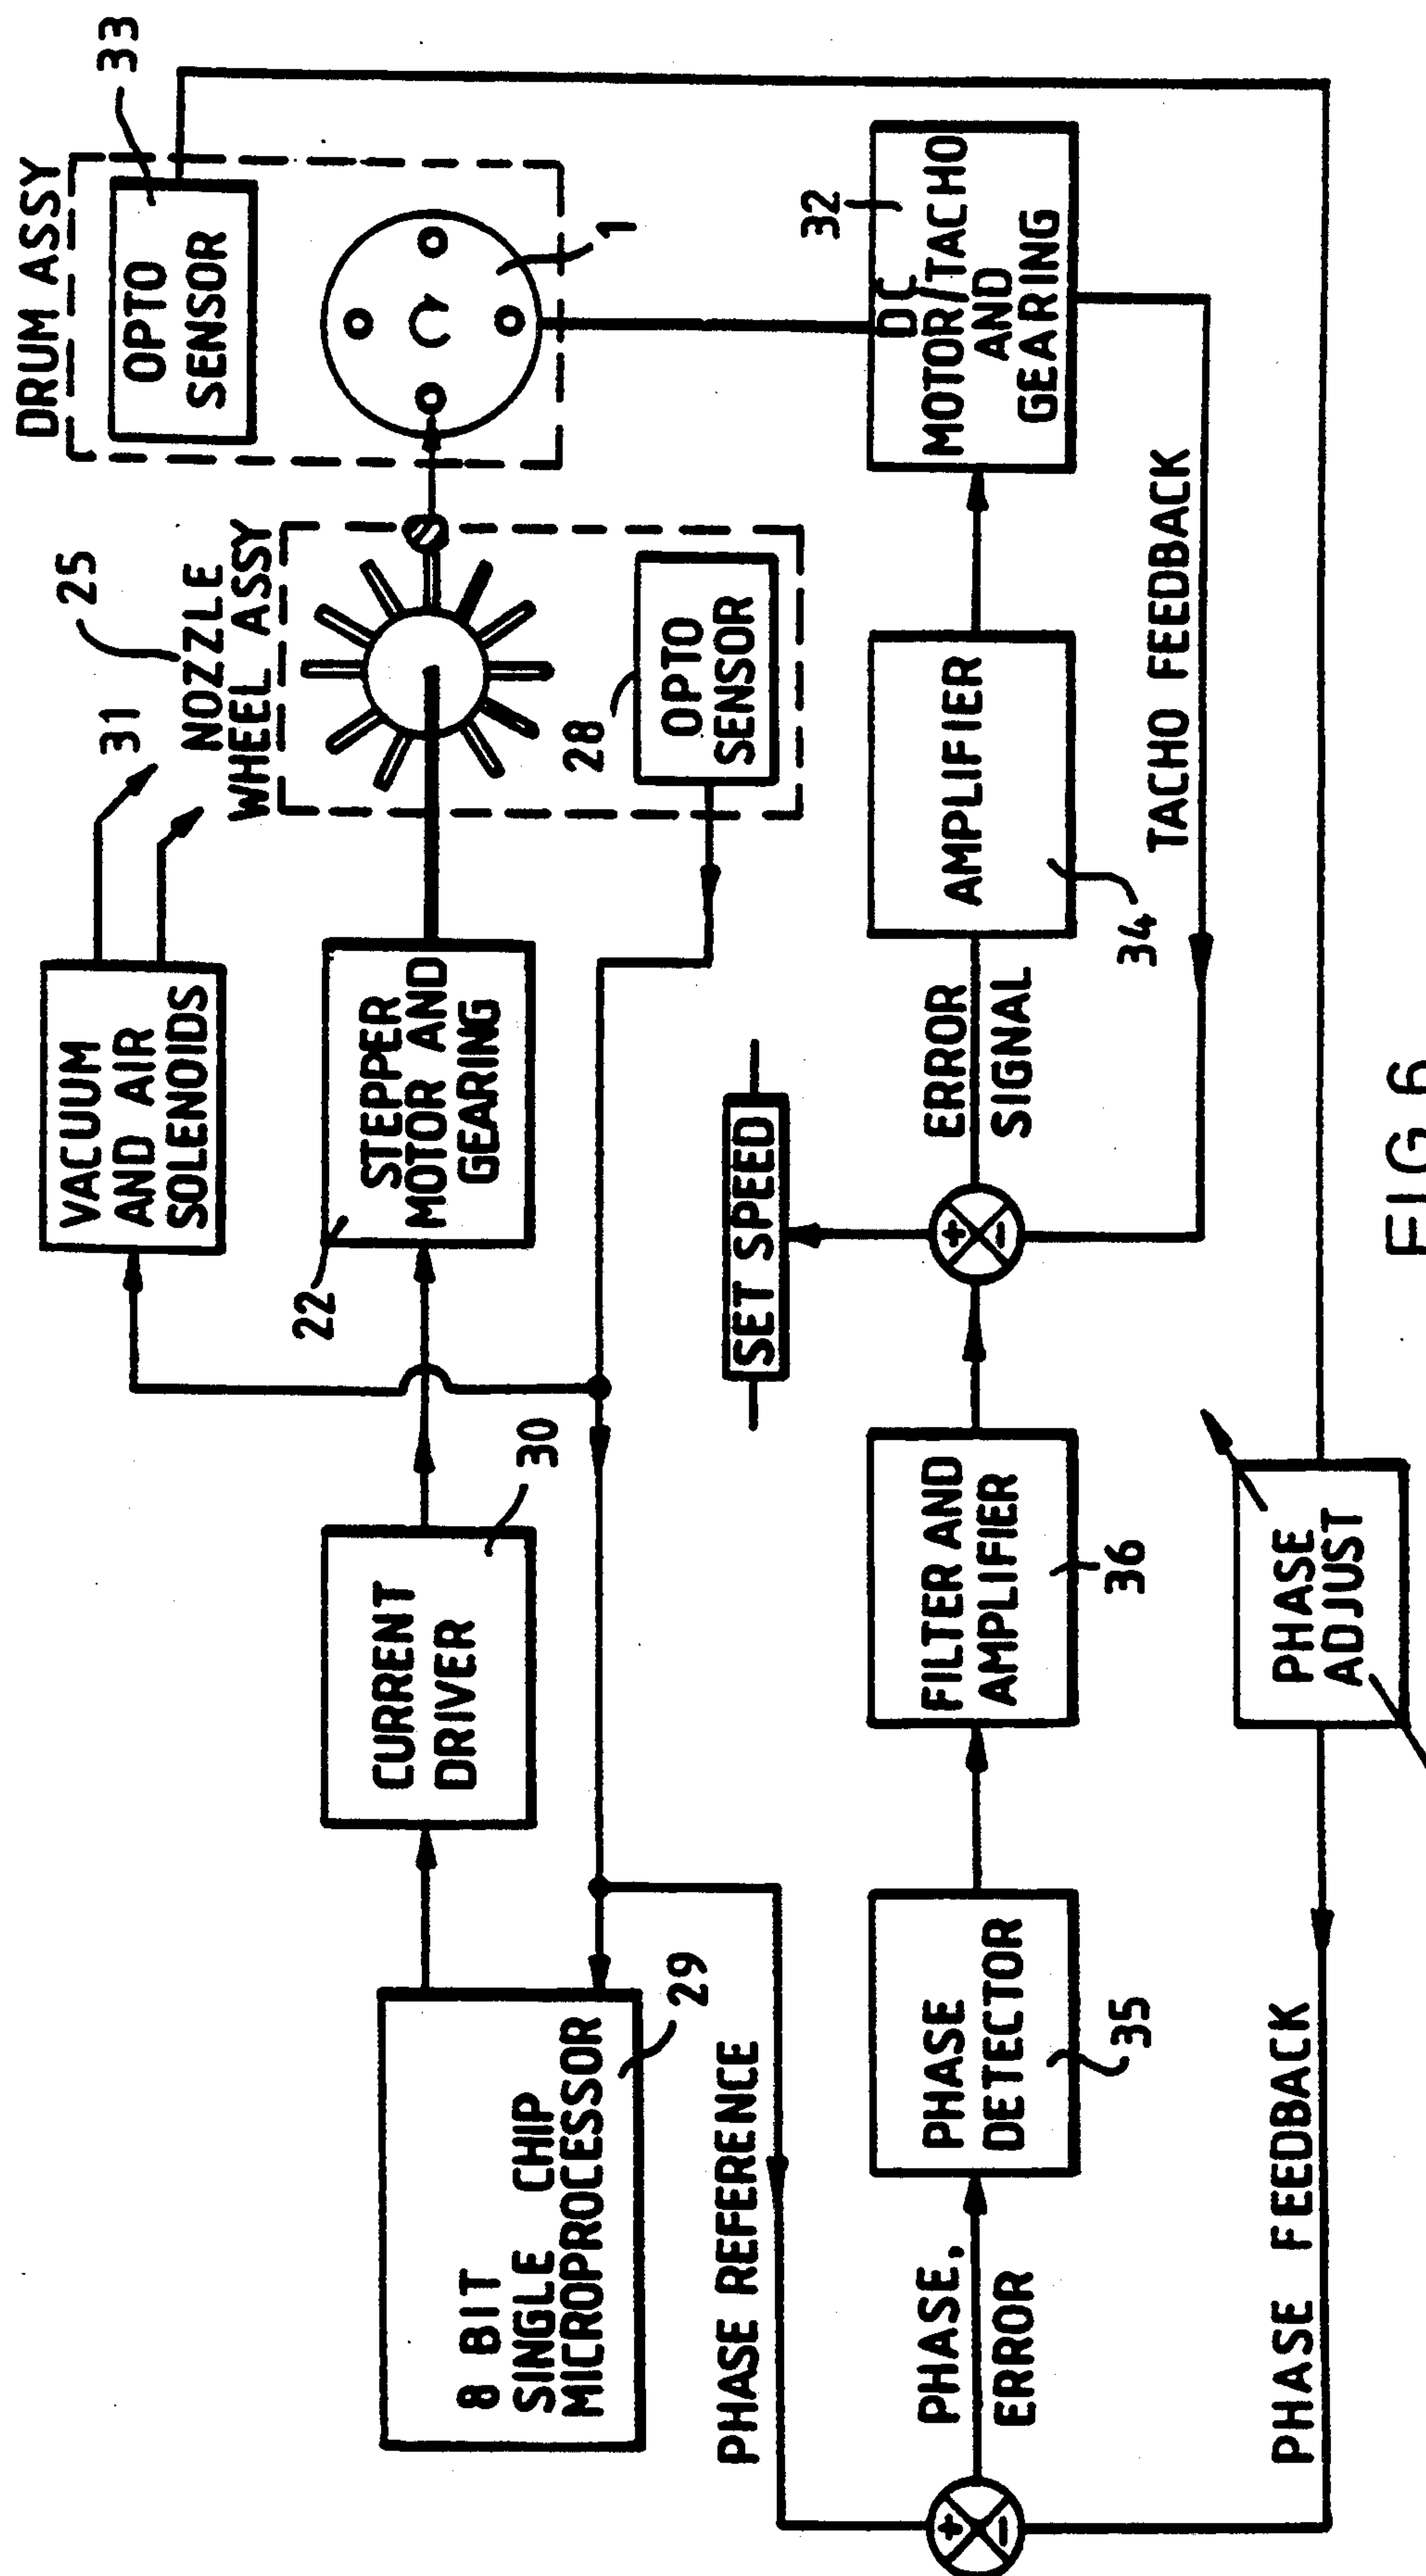 DRUM ASSY
33
OPTO
SENSOR
1
25
NOZZLE
WHEEL ASSY
31
28
OPTO
SENSOR
VACUUM
AND AIR
SOLENOIDS
STEPPER
MOTOR AND
GEARING
22
CURRENT
DRIVER
30
8 BIT
SINGLE CHIP
MICROPROCESSOR
29
PHASE REFERENCE
SET SPEED
32
DC
MOTOR/TACHO
AND
GEARING
AMPLIFIER
34
ERROR
SIGNAL
TACHO FEEDBACK
+
−
FILTER AND
AMPLIFIER
36
PHASE
DETECTOR
35
PHASE,
ERROR
+
−
PHASE
ADJUST
PHASE FEEDBACK
FIG 6